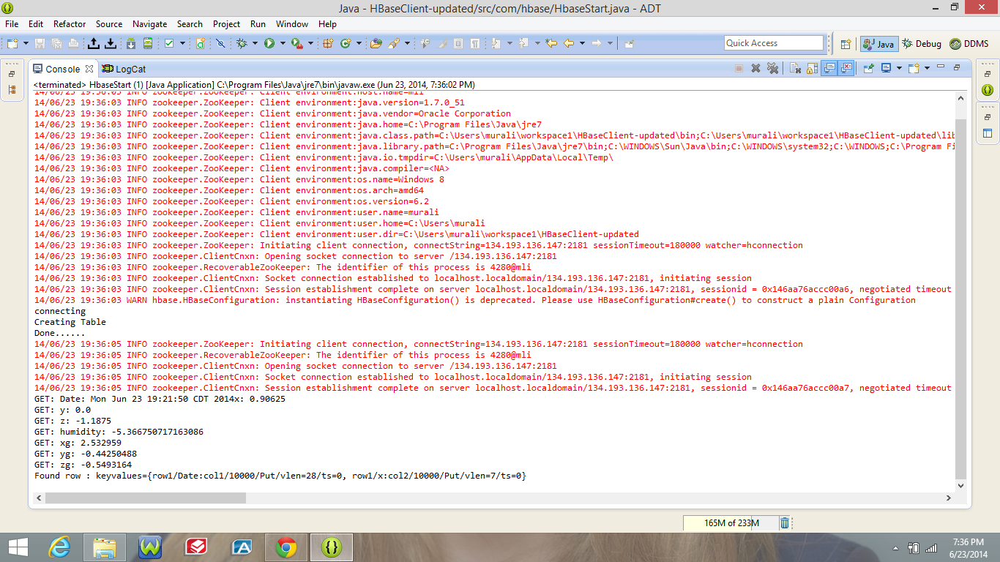 Java - HBaseClient-updated/src/com/hbase/HbaseStart.java - ADT
File Edit Refactor Source Navigate Search Project Run Window Help
Quick Access
Java
Debug
DDMS
Console
LogCat
<terminated> HbaseStart (1) [Java Application] C:\Program Files\Java\jre7\bin\javaw.exe (Jun 23, 2014, 7:36:02 PM)
14/06/23 19:36:03 INFO zookeeper.ZooKeeper: Client environment:host.name=mli
14/06/23 19:36:03 INFO zookeeper.ZooKeeper: Client environment:java.version=1.7.0_51
14/06/23 19:36:03 INFO zookeeper.ZooKeeper: Client environment:java.vendor=Oracle Corporation
14/06/23 19:36:03 INFO zookeeper.ZooKeeper: Client environment:java.home=C:\Program Files\Java\jre7
14/06/23 19:36:03 INFO zookeeper.ZooKeeper: Client environment:java.class.path=C:\Users\murali\workspace1\HBaseClient-updated\bin;C:\Users\murali\workspace1\HBaseClient-updated\lib
14/06/23 19:36:03 INFO zookeeper.ZooKeeper: Client environment:java.library.path=C:\Program Files\Java\jre7\bin;C:\WINDOWS\Sun\Java\bin;C:\WINDOWS\system32;C:\WINDOWS;C:\Program Fi
14/06/23 19:36:03 INFO zookeeper.ZooKeeper: Client environment:java.io.tmpdir=C:\Users\murali\AppData\Local\Temp\
14/06/23 19:36:03 INFO zookeeper.ZooKeeper: Client environment:java.compiler=<NA>
14/06/23 19:36:03 INFO zookeeper.ZooKeeper: Client environment:os.name=Windows 8
14/06/23 19:36:03 INFO zookeeper.ZooKeeper: Client environment:os.arch=amd64
14/06/23 19:36:03 INFO zookeeper.ZooKeeper: Client environment:os.version=6.2
14/06/23 19:36:03 INFO zookeeper.ZooKeeper: Client environment:user.name=murali
14/06/23 19:36:03 INFO zookeeper.ZooKeeper: Client environment:user.home=C:\Users\murali
14/06/23 19:36:03 INFO zookeeper.ZooKeeper: Client environment:user.dir=C:\Users\murali\workspace1\HBaseClient-updated
14/06/23 19:36:03 INFO zookeeper.ZooKeeper: Initiating client connection, connectString=134.193.136.147:2181 sessionTimeout=180000 watcher=hconnection
14/06/23 19:36:03 INFO zookeeper.ClientCnxn: Opening socket connection to server /134.193.136.147:2181
14/06/23 19:36:03 INFO zookeeper.RecoverableZooKeeper: The identifier of this process is 4280@mli
14/06/23 19:36:03 INFO zookeeper.ClientCnxn: Socket connection established to localhost.localdomain/134.193.136.147:2181, initiating session
14/06/23 19:36:03 INFO zookeeper.ClientCnxn: Session establishment complete on server localhost.localdomain/134.193.136.147:2181, sessionid = 0x146aa76accc00a6, negotiated timeout
14/06/23 19:36:03 WARN hbase.HBaseConfiguration: instantiating HBaseConfiguration() is deprecated. Please use HBaseConfiguration#create() to construct a plain Configuration
connecting
Creating Table
Done......
14/06/23 19:36:05 INFO zookeeper.ZooKeeper: Initiating client connection, connectString=134.193.136.147:2181 sessionTimeout=180000 watcher=hconnection
14/06/23 19:36:05 INFO zookeeper.RecoverableZooKeeper: The identifier of this process is 4280@mli
14/06/23 19:36:05 INFO zookeeper.ClientCnxn: Opening socket connection to server /134.193.136.147:2181
14/06/23 19:36:05 INFO zookeeper.ClientCnxn: Socket connection established to localhost.localdomain/134.193.136.147:2181, initiating session
14/06/23 19:36:05 INFO zookeeper.ClientCnxn: Session establishment complete on server localhost.localdomain/134.193.136.147:2181, sessionid = 0x146aa76accc00a7, negotiated timeout
GET: Date: Mon Jun 23 19:21:50 CDT 2014x: 0.90625
GET: y: 0.0
GET: z: -1.1875
GET: humidity: -5.366750717163086
GET: xg: 2.532959
GET: yg: -0.44250488
GET: zg: -0.5493164
Found row : keyvalues={row1/Date:col1/10000/Put/vlen=28/ts=0, row1/x:col2/10000/Put/vlen=7/ts=0}
165M of 233M
7:36 PM
6/23/2014